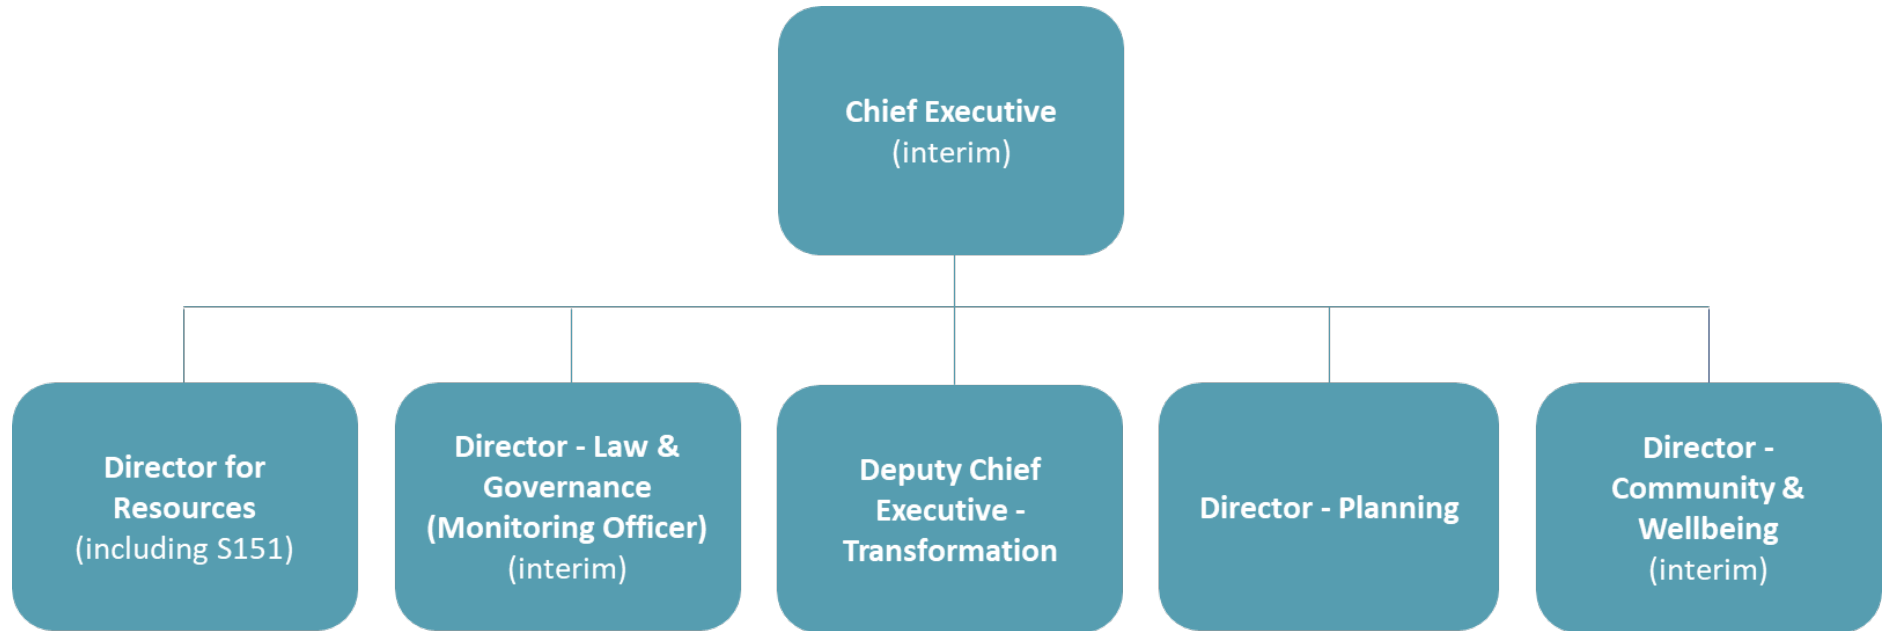 Chief Executive
(interim)
Director for
Resources
(including S151)
Director - Law &
Governance
(Monitoring Officer)
(interim)
Deputy Chief
Executive -
Transformation
Director - Planning
Director -
Community &
Wellbeing
(interim)